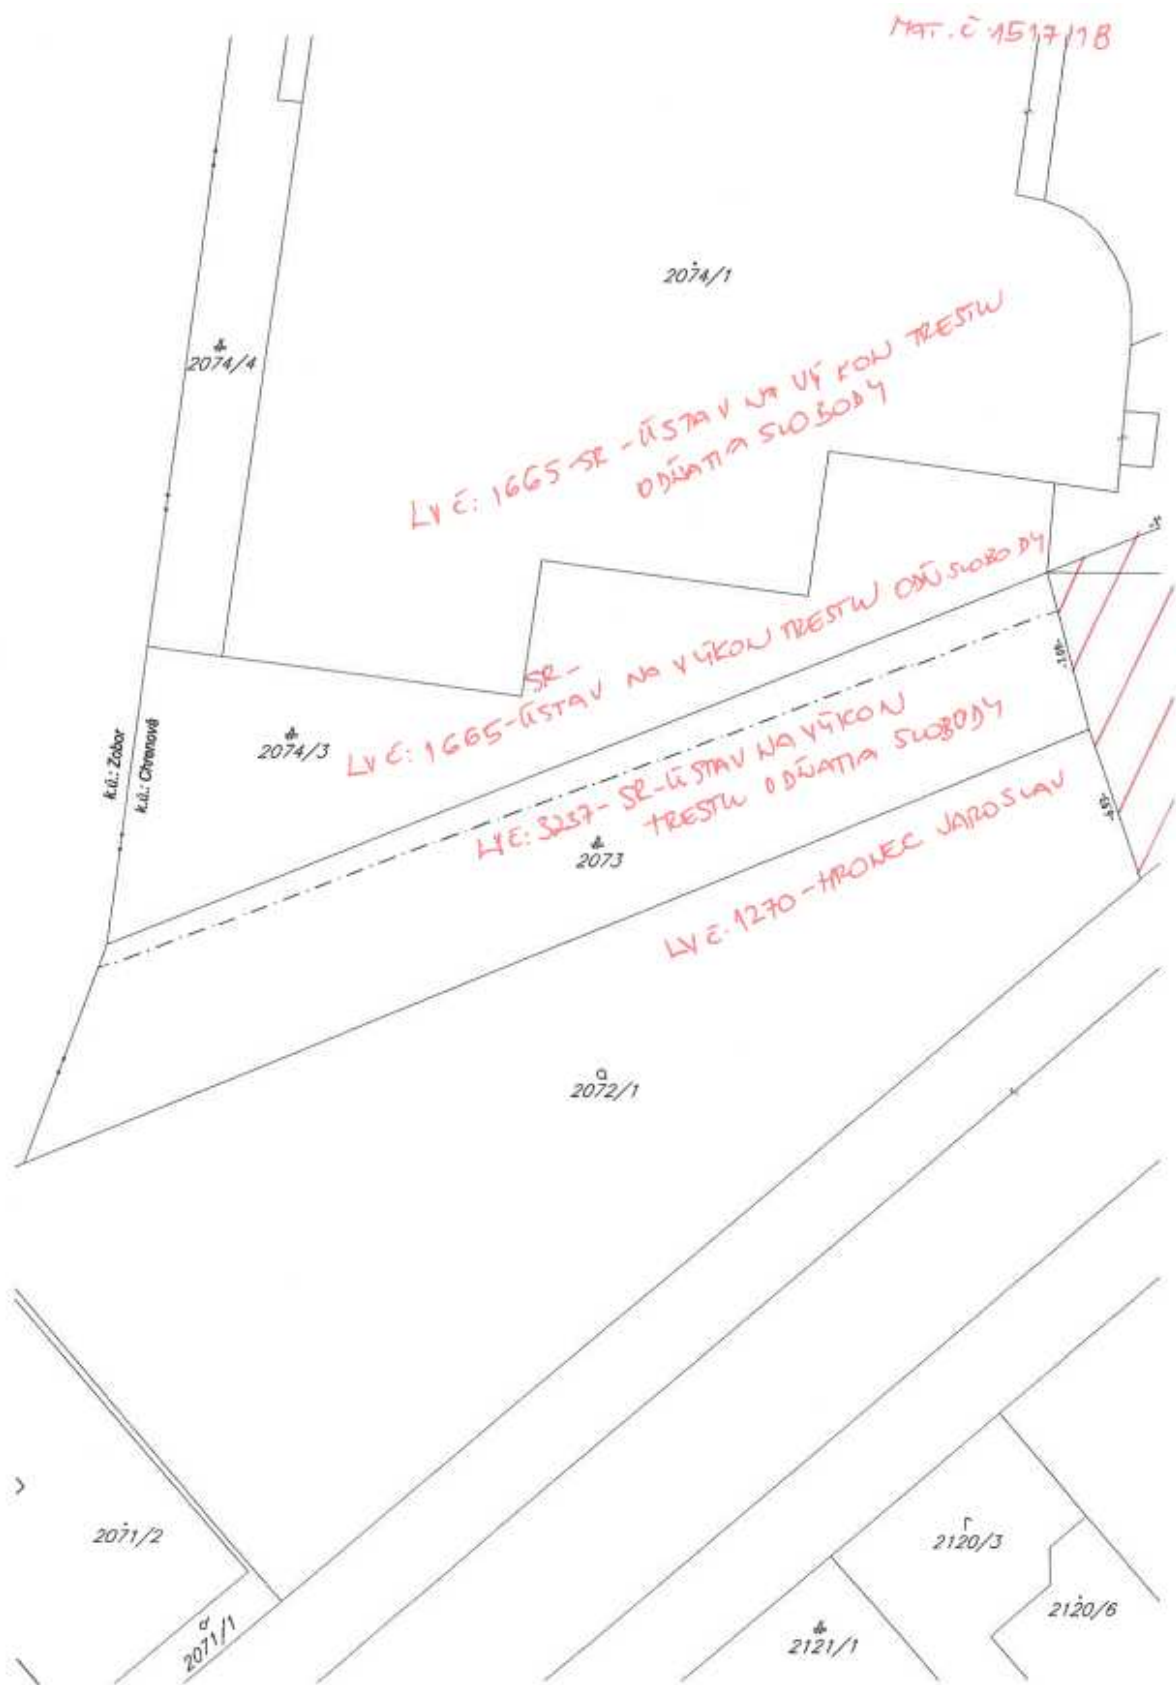 MAT. Č. 1517/18
2074/1
2074/4
LV Č: 1665-SR - ÚSTAV NA VÝKON TRESTU
ODŇATIA SLOBODY
SR-
LV Č: 1665-ÚSTAV NA VÝKON TRESTU ODŇ SLOBODY
2074/3
k.ú.: Zobor
k.ú.: Chrenová
LV Č: 3237- SR-ÚSTAV NA VÝKON
TRESTU ODŇATIA SLOBODY
2073
LV Č. 1270-HRONEC JAROSLAV
2072/1
2071/2
2071/1
2120/3
2120/6
2121/1